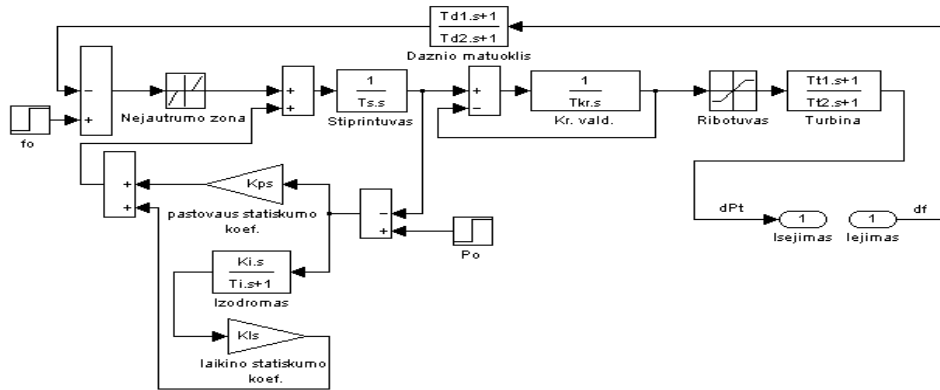 Td1.s+1
Td2.s+1
Daznio matuoklis
−
+
fo
Nejautrumo zona
+
+
1
Ts.s
Stiprintuvas
+
−
1
Tkr.s
Kr. vald.
Ribotuvas
Tt1.s+1
Tt2.s+1
Turbina
+
+
Kps
pastovaus statiskumo
koef.
−
+
Po
dPt
1
Isejimas
1
Iejimas
df
Ki.s
Ti.s+1
Izodromas
Kls
laikino statiskumo
koef.